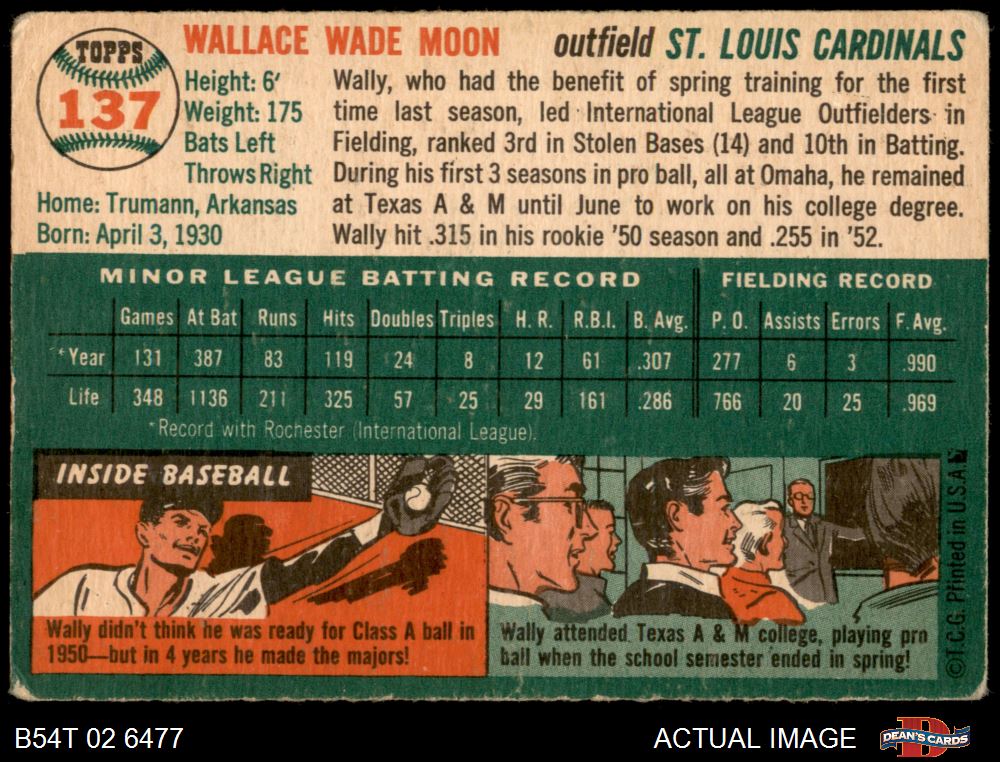 TOPPS
137
WALLACE WADE MOON outfield ST. LOUIS CARDINALS
Height: 6'
Weight: 175
Bats Left
Throws Right
Home: Trumann, Arkansas
Born: April 3, 1930
Wally, who had the benefit of spring training for the first
time last season, led International League Outfielders in
Fielding, ranked 3rd in Stolen Bases (14) and 10th in Batting.
During his first 3 seasons in pro ball, all at Omaha, he remained
at Texas A & M until June to work on his college degree.
Wally hit .315 in his rookie '50 season and .255 in '52.
MINOR LEAGUE BATTING RECORD FIELDING RECORD
Games At Bat Runs Hits Doubles Triples H. R. R.B.I. B. Avg. P. O. Assists Errors F. Avg.
*Year 131 387 83 119 24 8 12 61 .307 277 6 3 .990
Life 348 1136 211 325 57 25 29 161 .286 766 20 25 .969
*Record with Rochester (International League).
INSIDE BASEBALL
Wally didn't think he was ready for Class A ball in
1950—but in 4 years he made the majors!
Wally attended Texas A & M college, playing pro
ball when the school semester ended in spring!
©T.C.G. Printed in U.S.A.
B54T 02 6477
ACTUAL IMAGE
DEAN'S CARDS